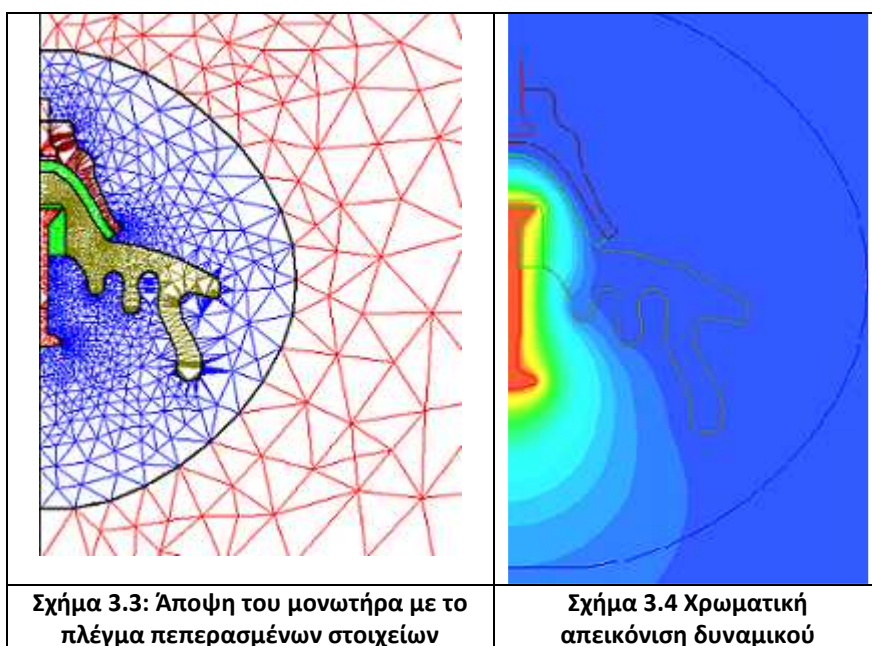 Σχήμα 3.3: Άποψη του μονωτήρα με το
πλέγμα πεπερασμένων στοιχείων
Σχήμα 3.4 Χρωματική
απεικόνιση δυναμικού